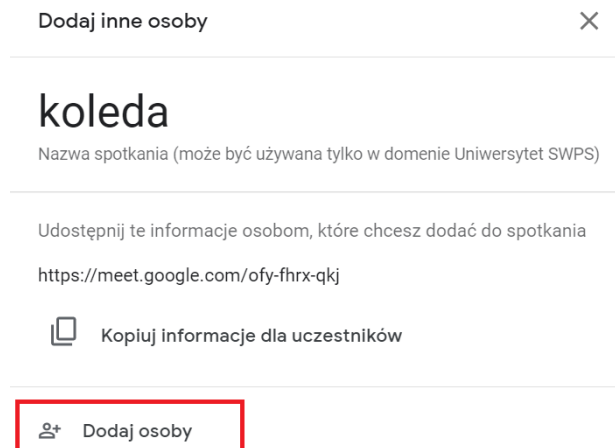 Dodaj inne osoby
koleda
Nazwa spotkania (może być używana tylko w domenie Uniwersytet SWPS)
Udostępnij te informacje osobom, które chcesz dodać do spotkania
https://meet.google.com/ofy-fhrx-qkj
Kopiuj informacje dla uczestników
Dodaj osoby